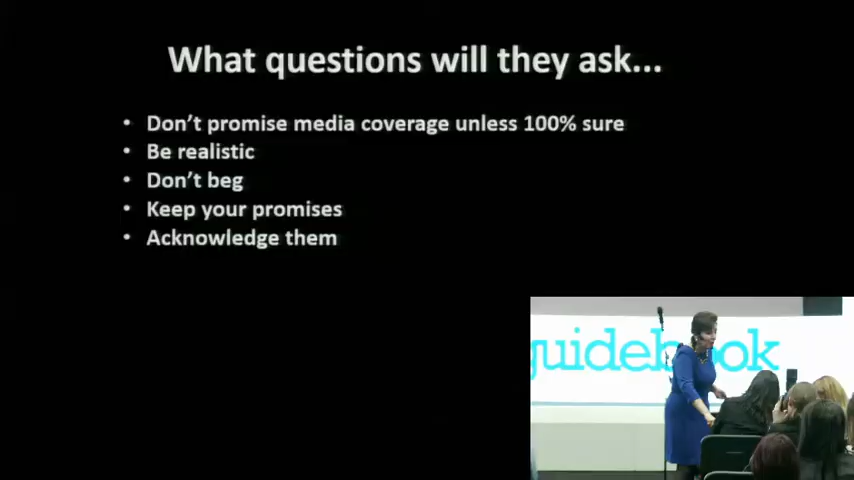 What questions will they ask...
• Don't promise media coverage unless 100% sure
• Be realistic
• Don't beg
• Keep your promises
• Acknowledge them
guidebook